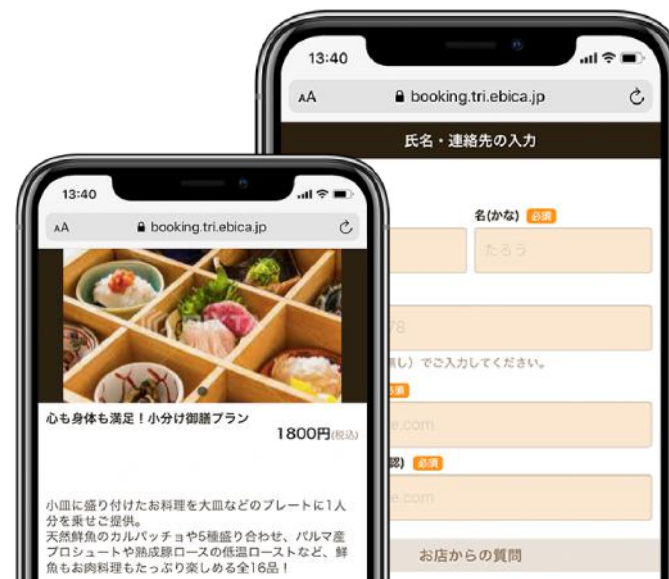 13:40
AA
booking.tri.ebica.jp
氏名・連絡先の入力
名(かな) 必須
たろう
78
無し）でご入力してください。
必須
e.com
認) 必須
e.com
お店からの質問
13:40
AA
booking.tri.ebica.jp
心も身体も満足！小分け御膳プラン
1800円(税込)
小皿に盛り付けたお料理を大皿などのプレートに1人
分を乗せご提供。
天然鮮魚のカルパッチョや5種盛り合わせ、パルマ産
プロシュートや熟成豚ロースの低温ローストなど、鮮
魚もお肉料理もたっぷり楽しめる全16品！